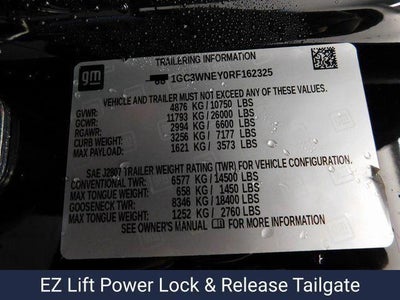 gm
TRAILERING INFORMATION
1GC3WNEY0RF162325
VEHICLE AND TRAILER MUST NOT EXCEED ANY OF THESE VALUES.
GVWR: 4876 KG/10750 LBS
GCWR: 11793 KG/26000 LBS
RGAWR: 2994 KG/ 6600 LBS
CURB WEIGHT: 3256 KG/ 7177 LBS
MAX PAYLOAD: 1621 KG/ 3573 LBS
SAE J2807 TRAILER WEIGHT RATING (TWR) FOR VEHICLE CONFIGURATION.
CONVENTIONAL TWR: 6577 KG/14500 LBS
MAX TONGUE WEIGHT: 658 KG/ 1450 LBS
GOOSENECK TWR: 8346 KG/18400 LBS
MAX TONGUE WEIGHT: 1252 KG/ 2760 LBS
SEE OWNER'S MANUAL FOR MORE INFORMATION
EZ Lift Power Lock & Release Tailgate